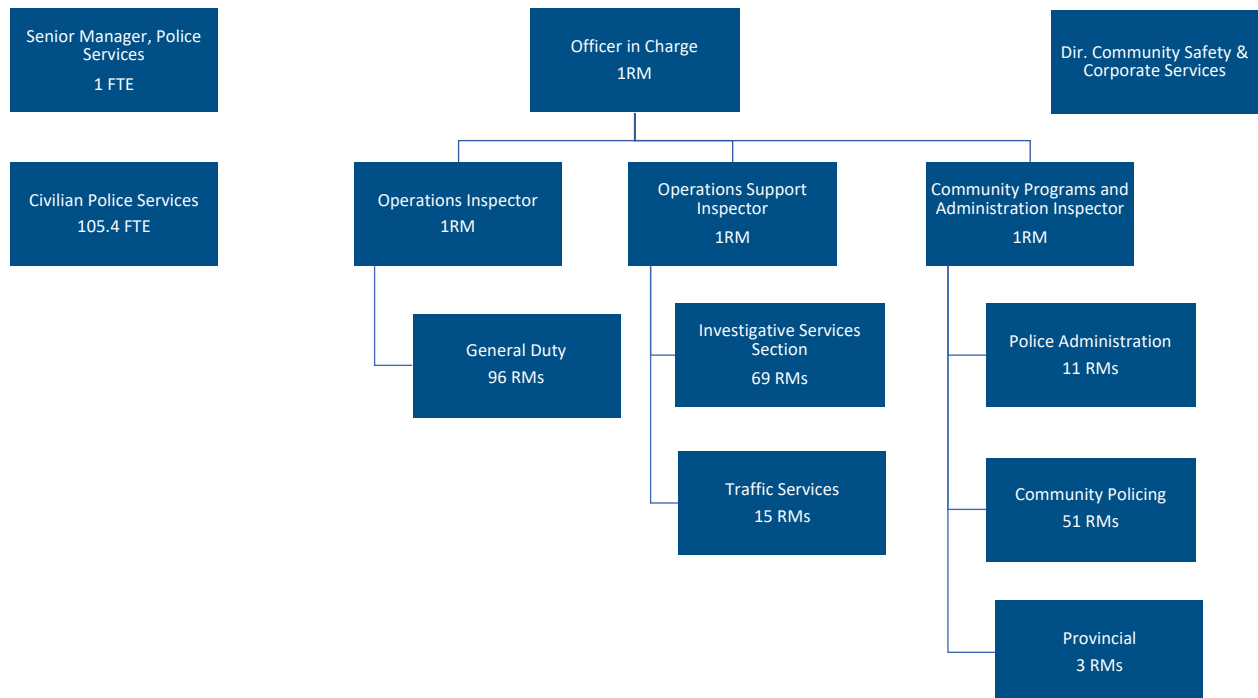 Senior Manager, Police
Services
1 FTE
Officer in Charge
1RM
Dir. Community Safety &
Corporate Services
Civilian Police Services
105.4 FTE
Operations Inspector
1RM
Operations Support
Inspector
1RM
Community Programs and
Administration Inspector
1RM
General Duty
96 RMs
Investigative Services
Section
69 RMs
Police Administration
11 RMs
Traffic Services
15 RMs
Community Policing
51 RMs
Provincial
3 RMs